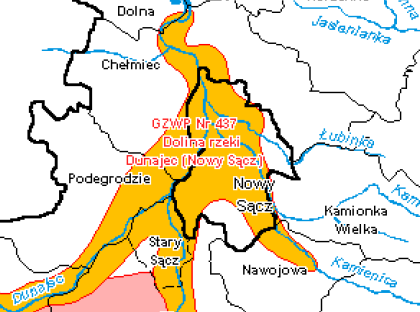 Dolna
Jasienlanka
Chełmiec
GZWP Nr 437
Dolina rzeki
Dunajec (Nowy Sącz)
Łubinka
Podegrodzie
Nowy
Sącz
Kamionka
Wielka
Stary
Sącz
Nawojowa
Kamienica
Dunajec